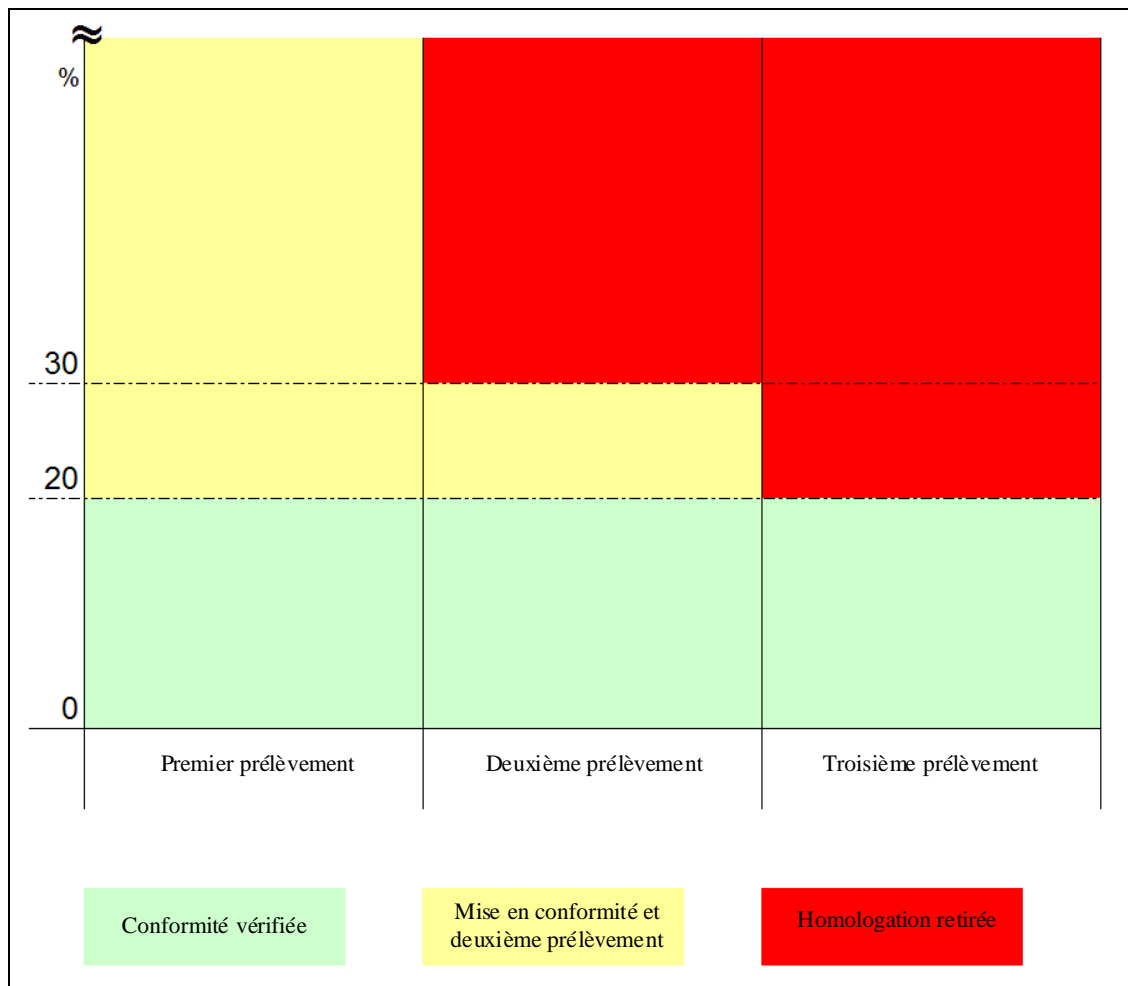 %
30
20
0
Premier prélèvement
Deuxième prélèvement
Troisième prélèvement
Conformité vérifiée
Mise en conformité et
deuxième prélèvement
Homologation retirée